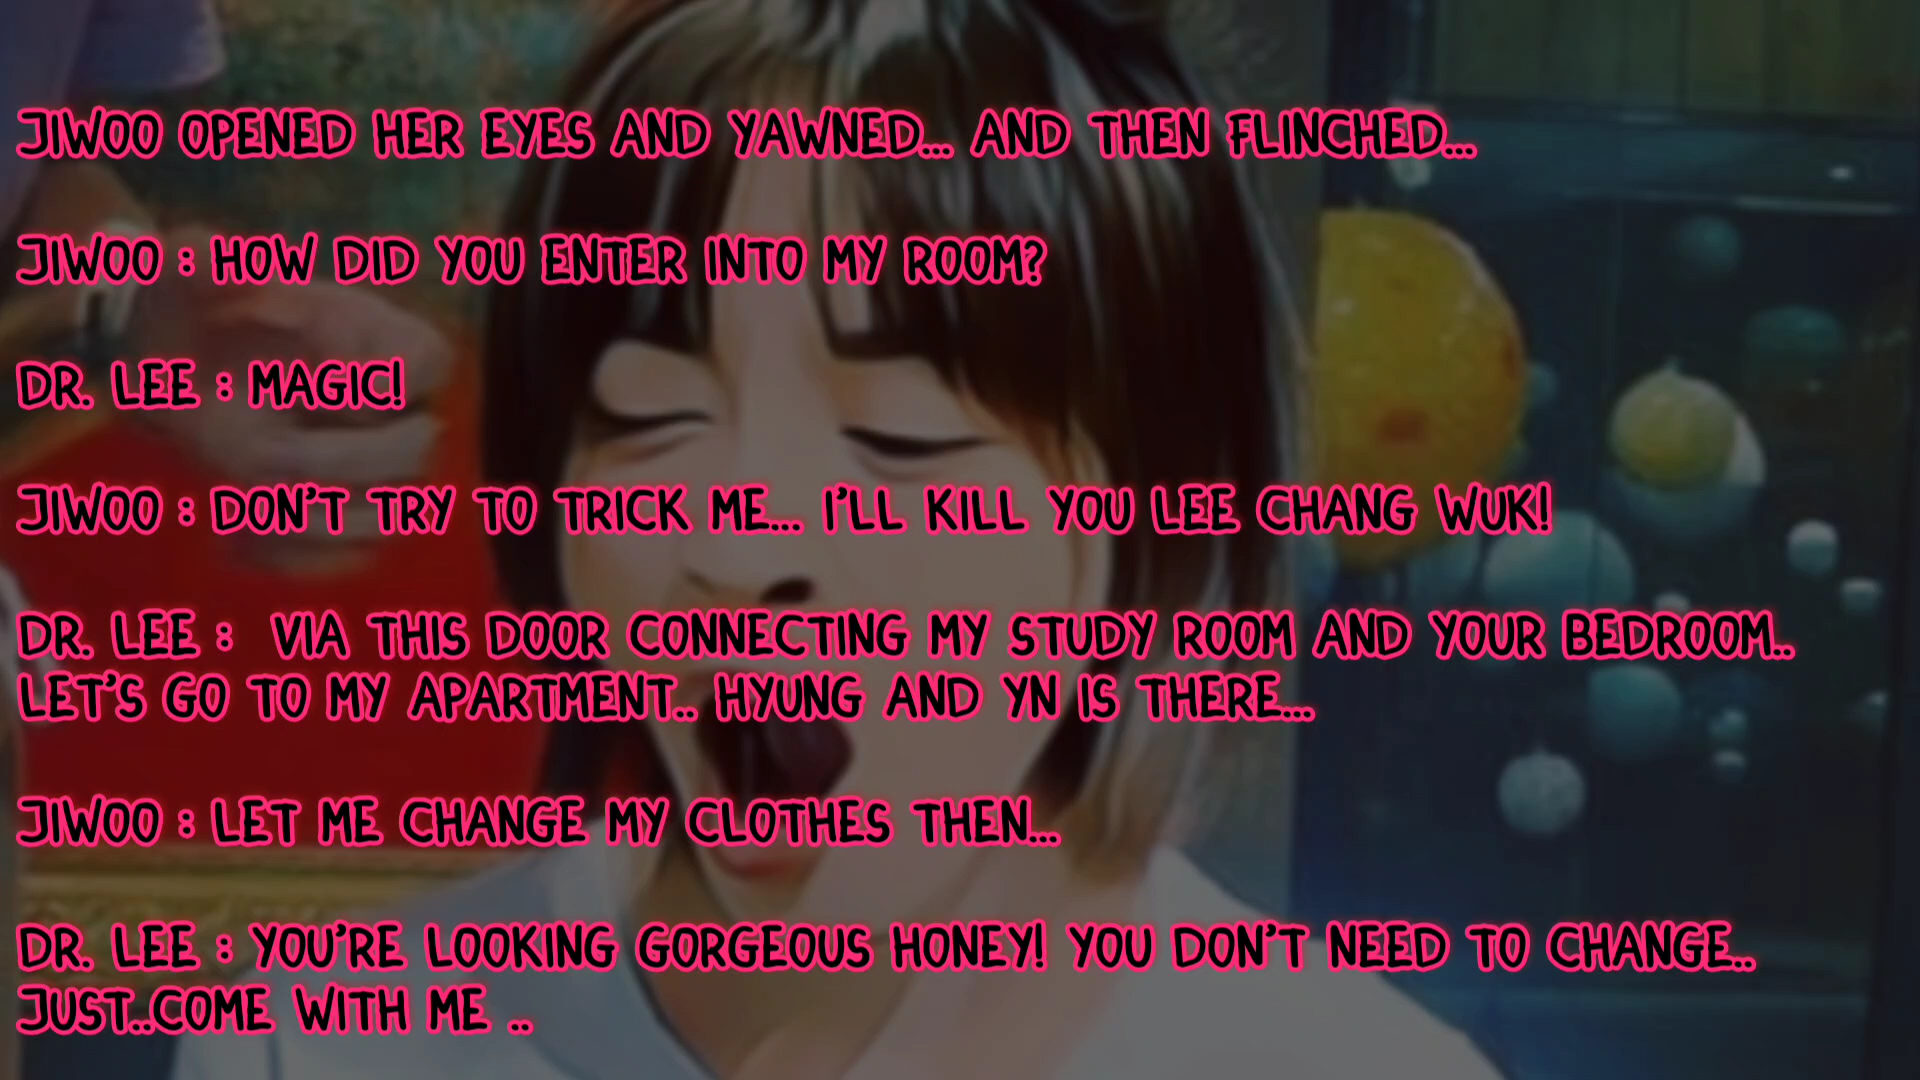 JIWOO OPENED HER EYES AND YAWNED... AND THEN FLINCHED...
JIWOO : HOW DID YOU ENTER INTO MY ROOM?
DR. LEE : MAGIC!
JIWOO : DON'T TRY TO TRICK ME... I'LL KILL YOU LEE CHANG WUK!
DR. LEE :  VIA THIS DOOR CONNECTING MY STUDY ROOM AND YOUR BEDROOM..
LET'S GO TO MY APARTMENT.. HYUNG AND YN IS THERE...
JIWOO : LET ME CHANGE MY CLOTHES THEN...
DR. LEE : YOU'RE LOOKING GORGEOUS HONEY! YOU DON'T NEED TO CHANGE..
JUST..COME WITH ME ..